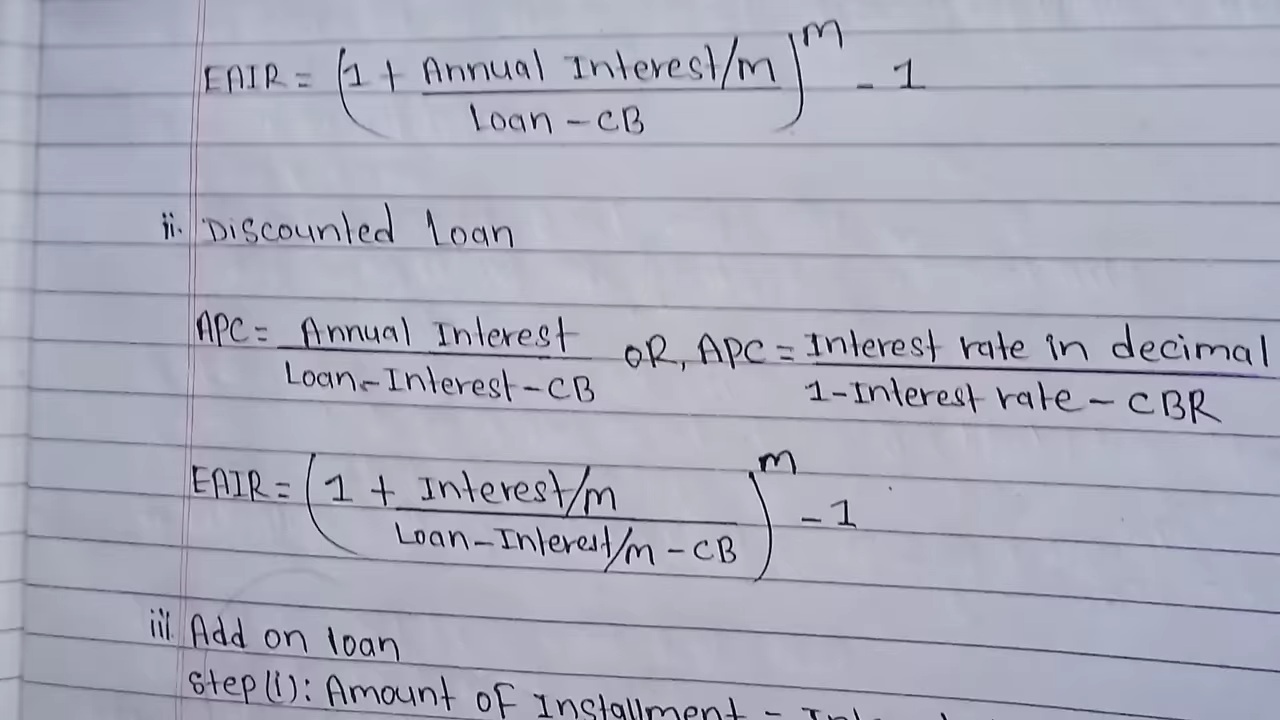 EAIR = (1 + Annual Interest/m / Loan - CB)^m - 1
ii. Discounted Loan
APC = Annual Interest / Loan - Interest - CB OR, APC = Interest rate in decimal / 1 - Interest rate - CBR
EAIR = (1 + Interest/m / Loan - Interest/m - CB)^m - 1
iii. Add on loan
Step(i): Amount of Installment =